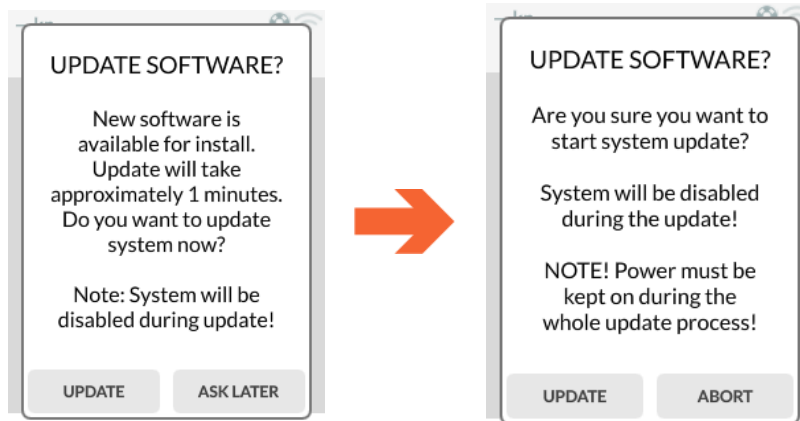 UPDATE SOFTWARE?
New software is
available for install.
Update will take
approximately 1 minutes.
Do you want to update
system now?
Note: System will be
disabled during update!
UPDATE
ASK LATER
UPDATE SOFTWARE?
Are you sure you want to
start system update?
System will be disabled
during the update!
NOTE! Power must be
kept on during the
whole update process!
UPDATE
ABORT